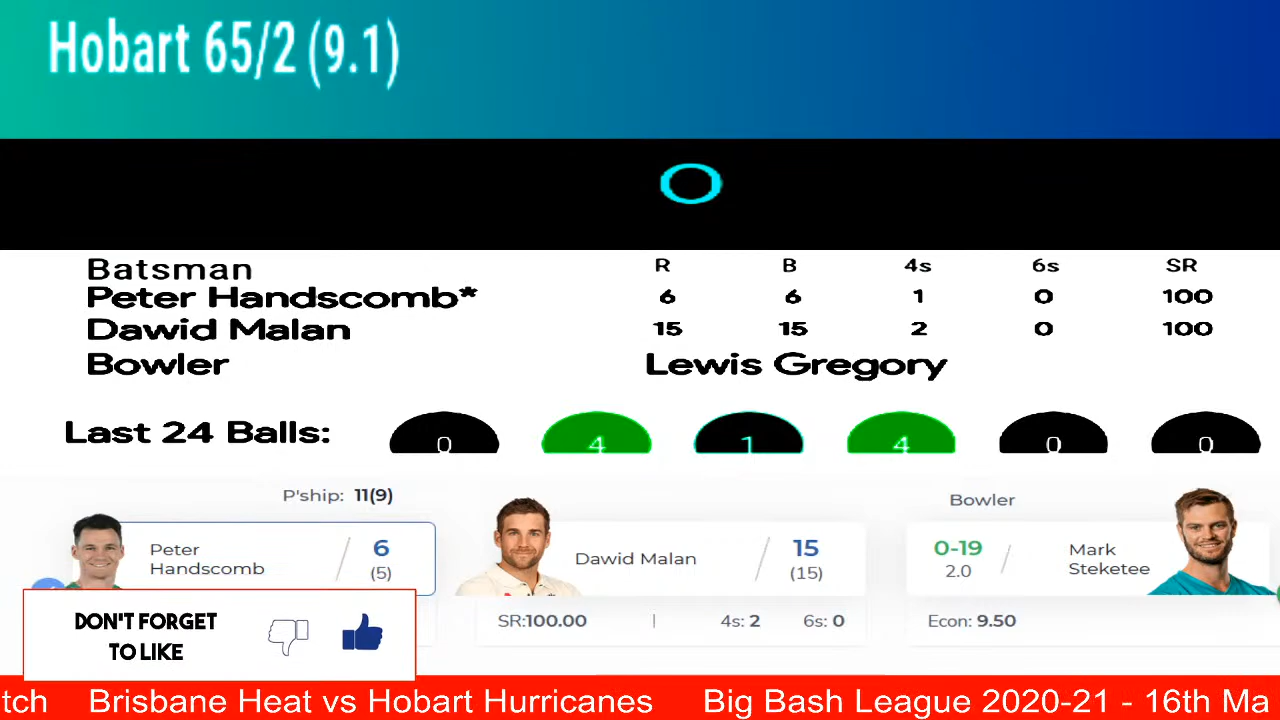 Hobart 65/2 (9.1)
0
Batsman R B 4s 6s SR
Peter Handscomb* 6 6 1 0 100
Dawid Malan 15 15 2 0 100
Bowler Lewis Gregory
Last 24 Balls: 0 4 1 4 0 0
P'ship: 11(9)
Bowler
Peter Handscomb / 6 (5)
Dawid Malan / 15 (15)
0-19 2.0 / Mark Steketee
SR:100.00 | 4s: 2 6s: 0
Econ: 9.50
DON'T FORGET
TO LIKE
tch Brisbane Heat vs Hobart Hurricanes Big Bash League 2020-21 - 16th Ma